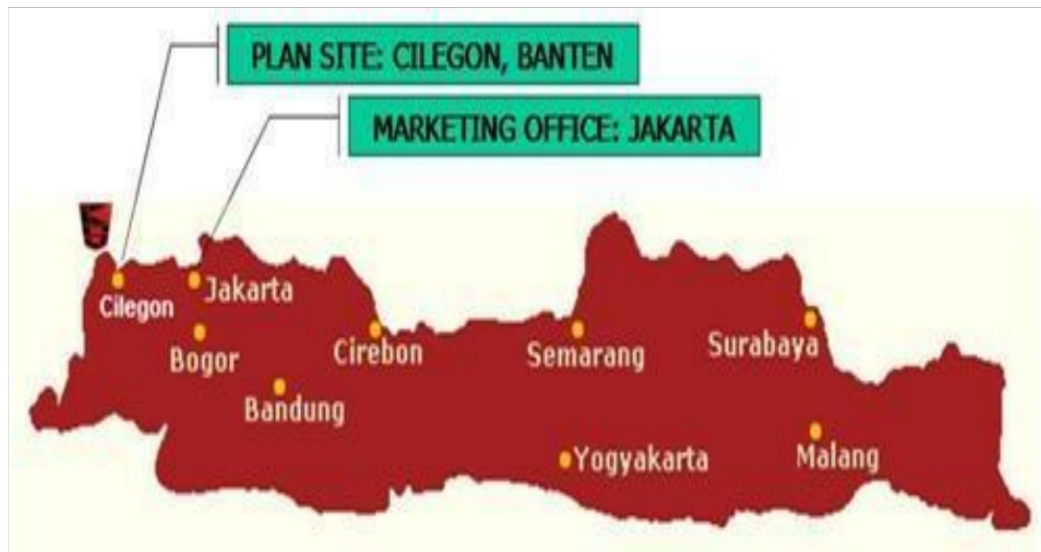 PLAN SITE: CILEGON, BANTEN
MARKETING OFFICE: JAKARTA
Cilegon
Jakarta
Bogor
Cirebon
Semarang
Surabaya
Bandung
Yogyakarta
Malang